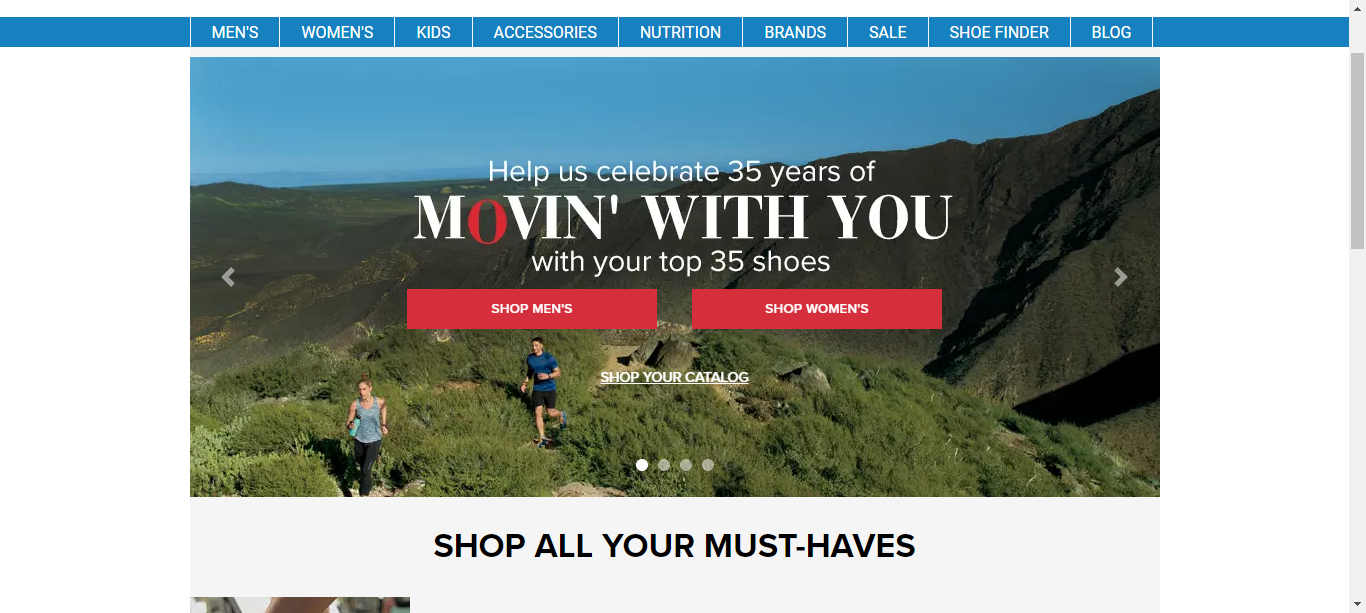 MEN'S WOMEN'S KIDS ACCESSORIES NUTRITION BRANDS SALE SHOE FINDER BLOG
Help us celebrate 35 years of
MOVIN' WITH YOU
with your top 35 shoes
SHOP MEN'S SHOP WOMEN'S
SHOP YOUR CATALOG
SHOP ALL YOUR MUST-HAVES